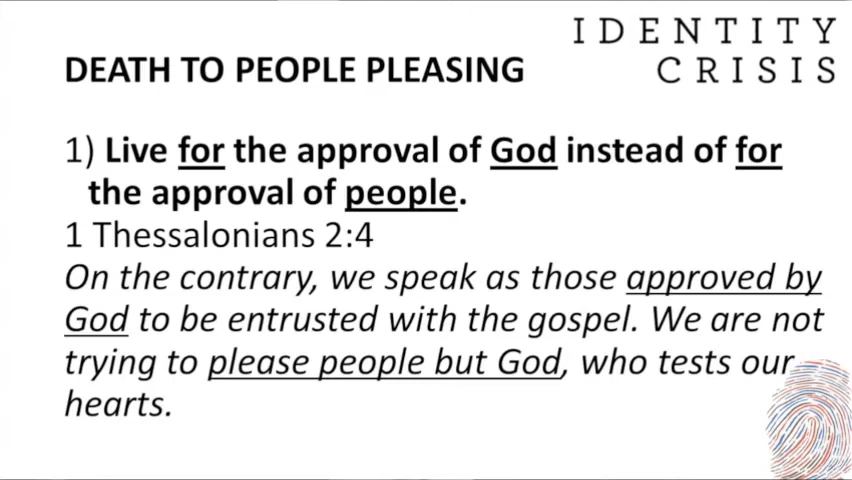 IDENTITY
CRISIS
DEATH TO PEOPLE PLEASING
1) Live for the approval of God instead of for
the approval of people.
1 Thessalonians 2:4
On the contrary, we speak as those approved by
God to be entrusted with the gospel. We are not
trying to please people but God, who tests our
hearts.